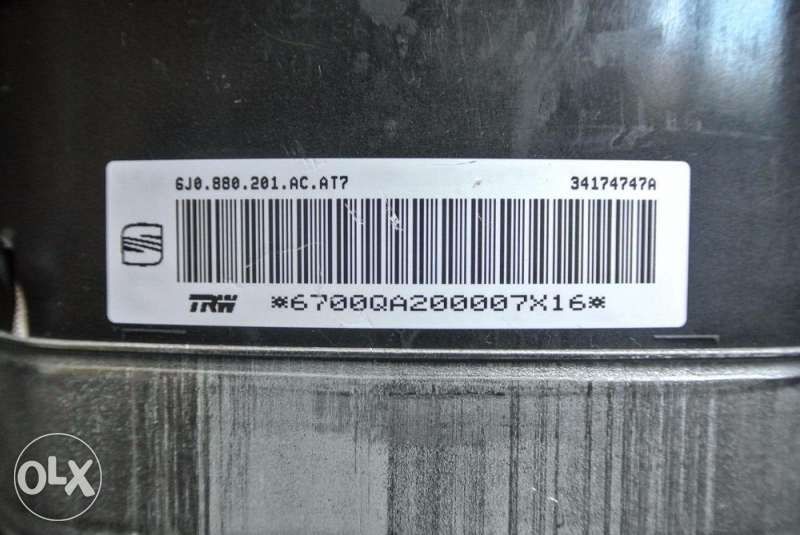 6J0.880.201.AC.AT7 34174747A
TRW *6700QA200007X16*
OLX